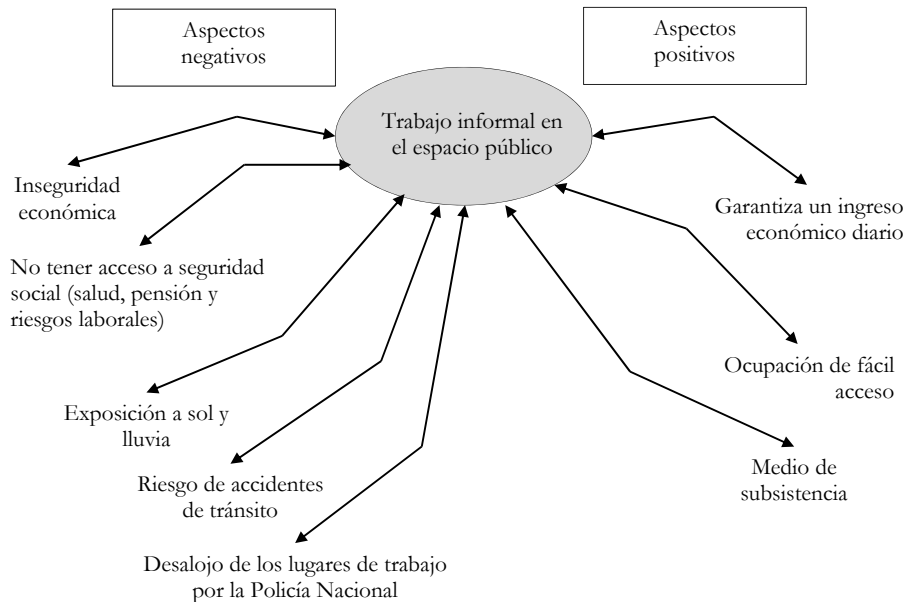 Aspectos
negativos
Aspectos
positivos
Trabajo informal en
el espacio público
Inseguridad
económica
No tener acceso a seguridad
social (salud, pensión y
riesgos laborales)
Exposición a sol y
lluvia
Riesgo de accidentes
de tránsito
Desalojo de los lugares de trabajo
por la Policía Nacional
Garantiza un ingreso
económico diario
Ocupación de fácil
acceso
Medio de
subsistencia